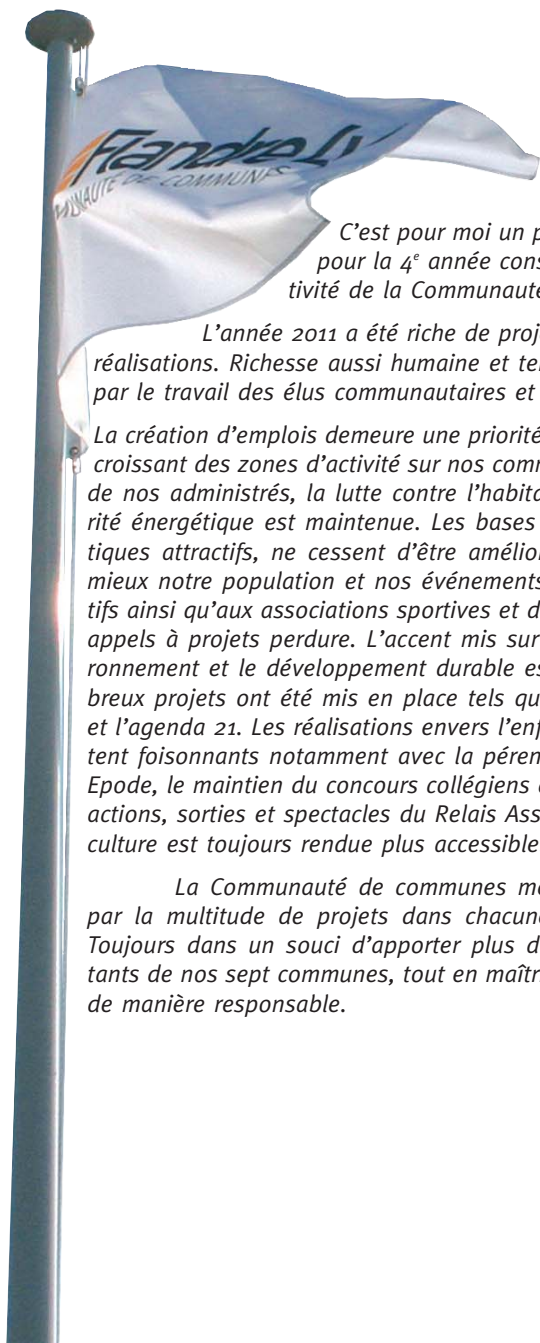 Flandre Ly
COMMUNES DE
C'est pour moi un p
pour la 4e année cons
tivité de la Communauté
L'année 2011 a été riche de proj
réalisations. Richesse aussi humaine et te
par le travail des élus communautaires et
La création d'emplois demeure une priorité
croissant des zones d'activité sur nos comm
de nos administrés, la lutte contre l'habita
rité énergétique est maintenue. Les bases
tiques attractifs, ne cessent d'être amélior
mieux notre population et nos événements
tifs ainsi qu'aux associations sportives et d
appels à projets perdure. L'accent mis sur
ronnement et le développement durable es
breux projets ont été mis en place tels qu
et l'agenda 21. Les réalisations envers l'enf
tent foisonnants notamment avec la péren
Epode, le maintien du concours collégiens
actions, sorties et spectacles du Relais Ass
culture est toujours rendue plus accessible
La Communauté de communes m
par la multitude de projets dans chacun
Toujours dans un souci d'apporter plus d
tants de nos sept communes, tout en maîtr
de manière responsable.